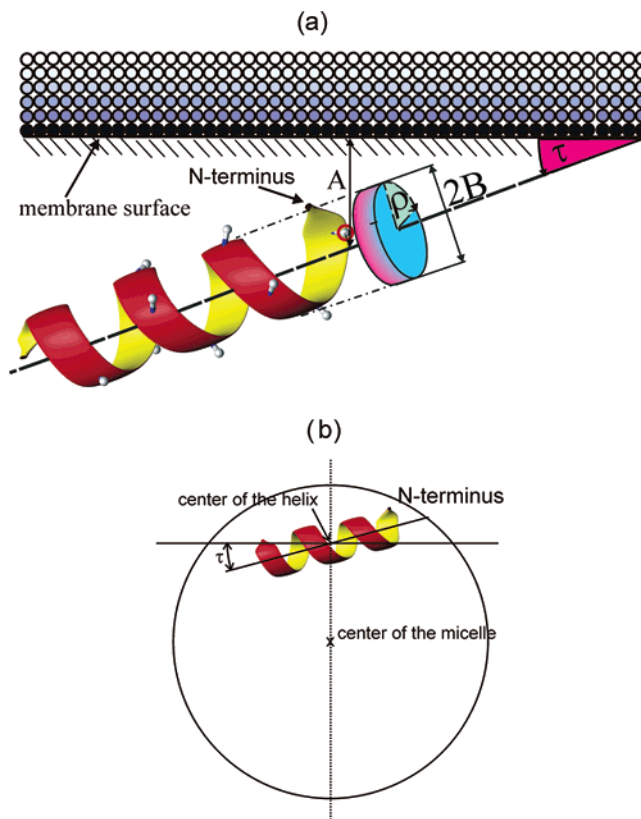 (a)
N-terminus
A
τ
membrane surface
ρ
2B
(b)
center of the helix
N-terminus
τ
center of the micelle